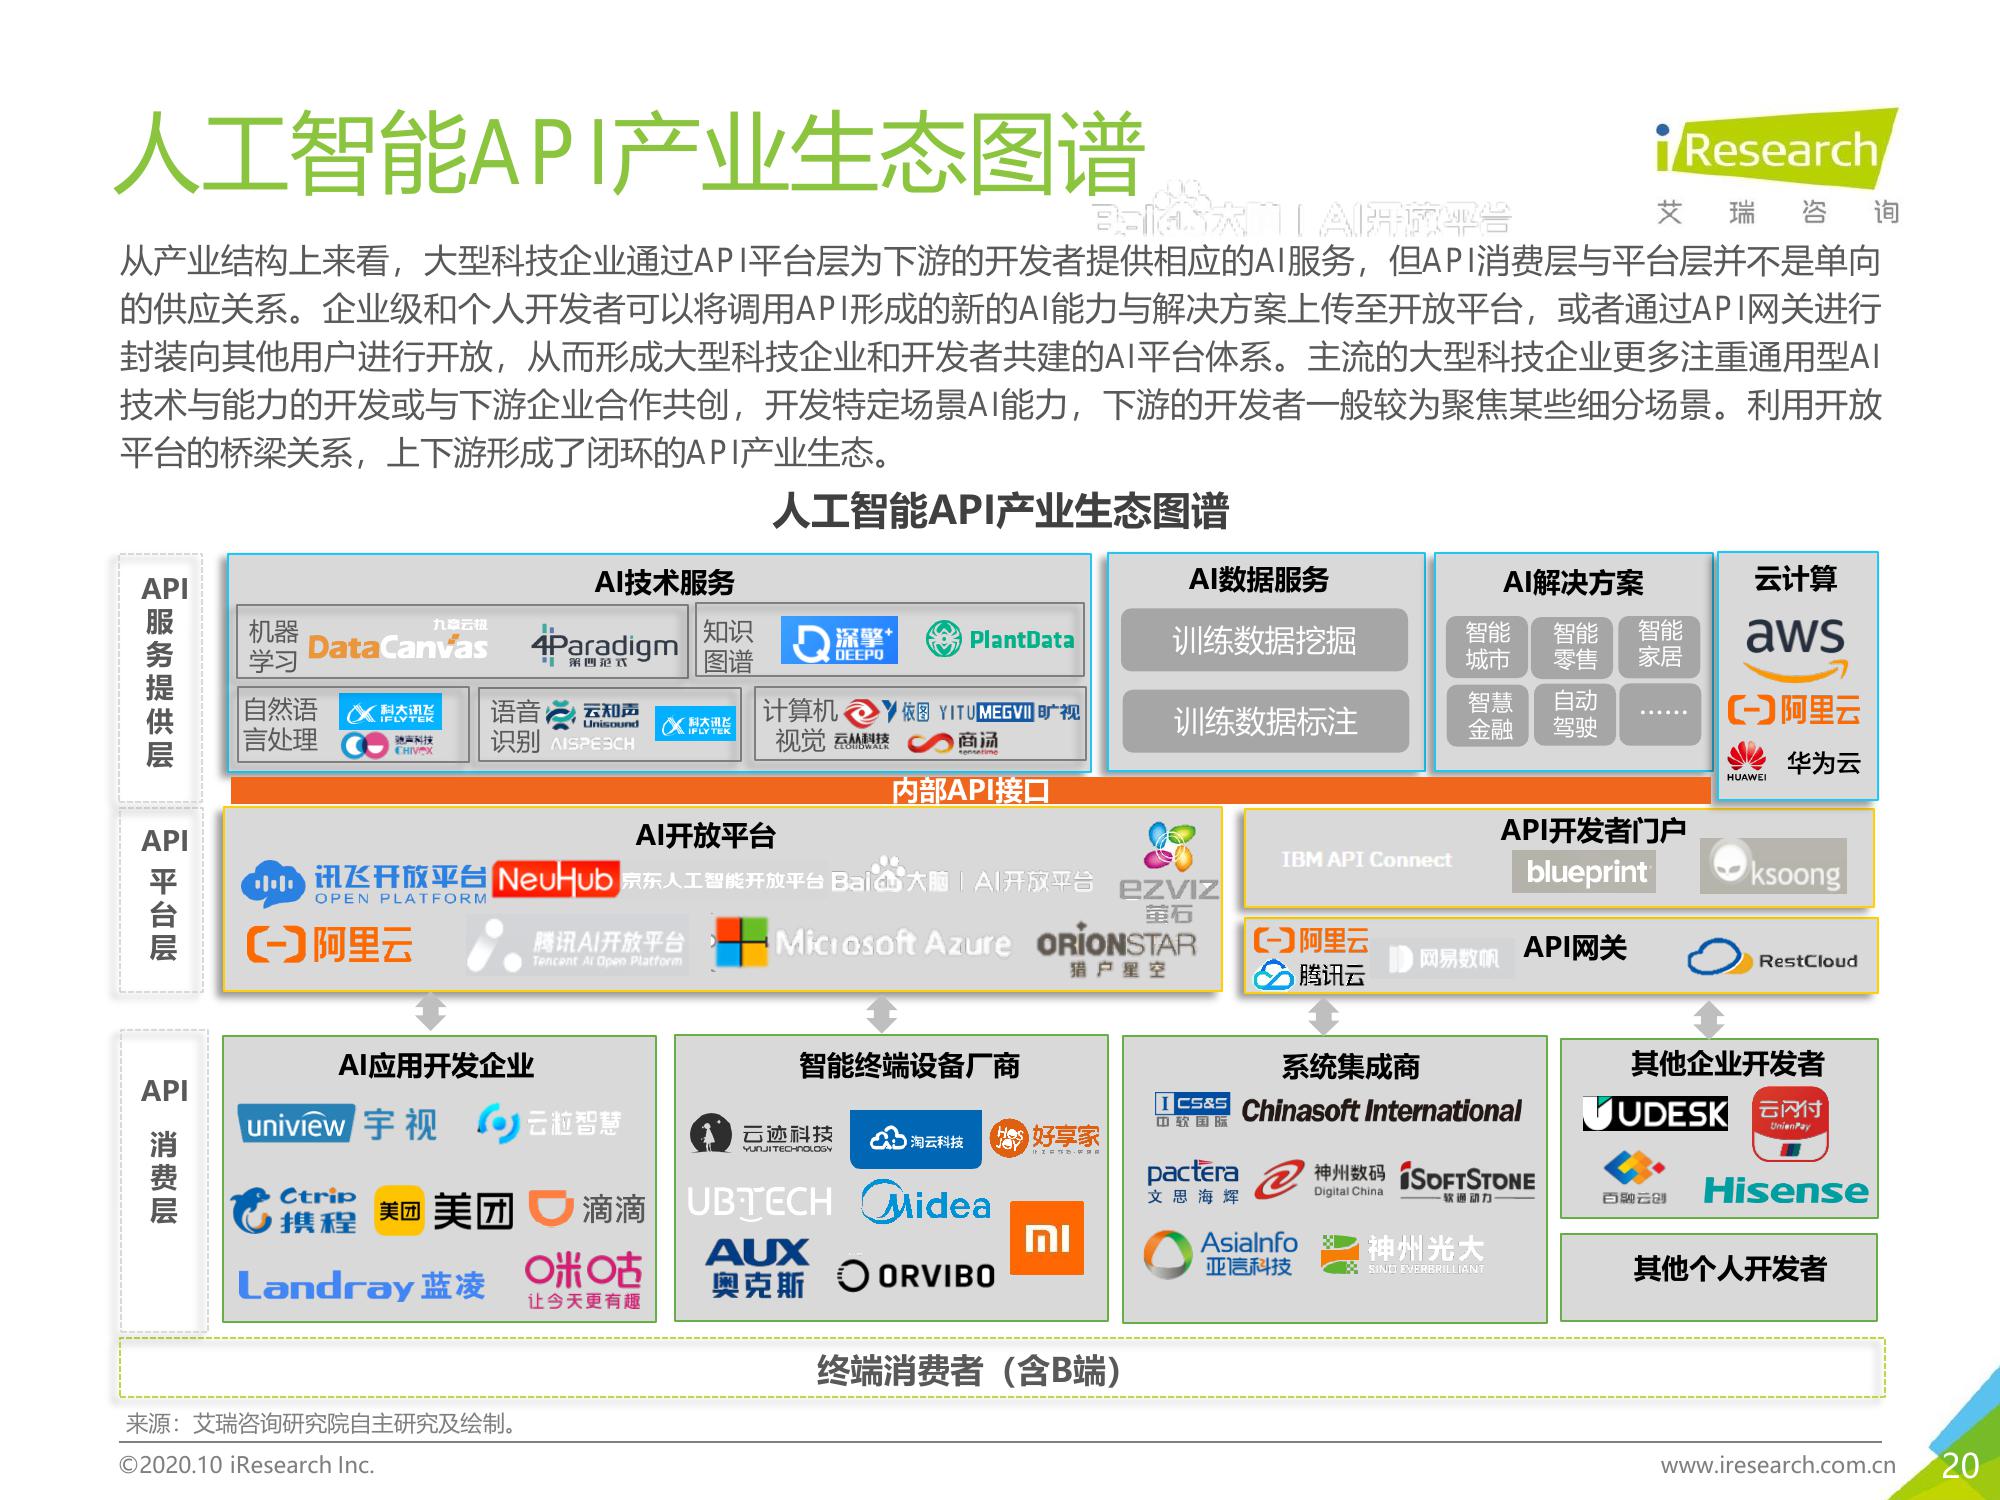 人工智能API产业生态图谱
iResearch
艾瑞咨询
Baidu大脑 | AI开放平台
从产业结构上来看，大型科技企业通过API平台层为下游的开发者提供相应的AI服务，但API消费层与平台层并不是单向
的供应关系。企业级和个人开发者可以将调用API形成的新的AI能力与解决方案上传至开放平台，或者通过API网关进行
封装向其他用户进行开放，从而形成大型科技企业和开发者共建的AI平台体系。主流的大型科技企业更多注重通用型AI
技术与能力的开发或与下游企业合作共创，开发特定场景AI能力，下游的开发者一般较为聚焦某些细分场景。利用开放
平台的桥梁关系，上下游形成了闭环的API产业生态。
人工智能API产业生态图谱
API服务提供层
AI技术服务
机器学习
九章云极
DataCanvas
4Paradigm
第四范式
知识图谱
深擎+
DEEPQ
PlantData
自然语言处理
科大讯飞
iFLYTEK
驰声科技
CHIVOX
语音识别
云知声
Unisound
AISPEECH
科大讯飞
iFLYTEK
计算机视觉
依图 YITU
MEGVII 旷视
云从科技
CLOUDWALK
商汤
sensetime
AI数据服务
训练数据挖掘
训练数据标注
AI解决方案
智能城市
智能零售
智能家居
智慧金融
自动驾驶
……
云计算
aws
阿里云
HUAWEI 华为云
内部API接口
API平台层
AI开放平台
讯飞开放平台
OPEN PLATFORM
NeuHub 京东人工智能开放平台
Baidu大脑 | AI开放平台
ezviz
萤石
阿里云
腾讯AI开放平台
Tencent AI Open Platform
Microsoft Azure
ORIONSTAR
猎户星空
API开发者门户
IBM API Connect
blueprint
ksoong
API网关
阿里云
腾讯云
网易数帆
RestCloud
API消费层
AI应用开发企业
uniview 宇视
云粒智慧
Ctrip
携程
美团 美团
滴滴
Landray 蓝凌
咪咕
让今天更有趣
智能终端设备厂商
云迹科技
YUNJI TECHNOLOGY
淘云科技
HOS JOY 好享家
UBTECH
Midea
mi
AUX
奥克斯
ORVIBO
系统集成商
CS&S
中软国际
Chinasoft International
pactera
文思海辉
神州数码
Digital China
iSOFTSTONE
软通动力
AsiaInfo
亚信科技
神州光大
SINO EVERBRILLIANT
其他企业开发者
UDESK
云闪付
UnionPay
百融云创
Hisense
其他个人开发者
终端消费者（含B端）
来源：艾瑞咨询研究院自主研究及绘制。
©2020.10 iResearch Inc.
www.iresearch.com.cn
20